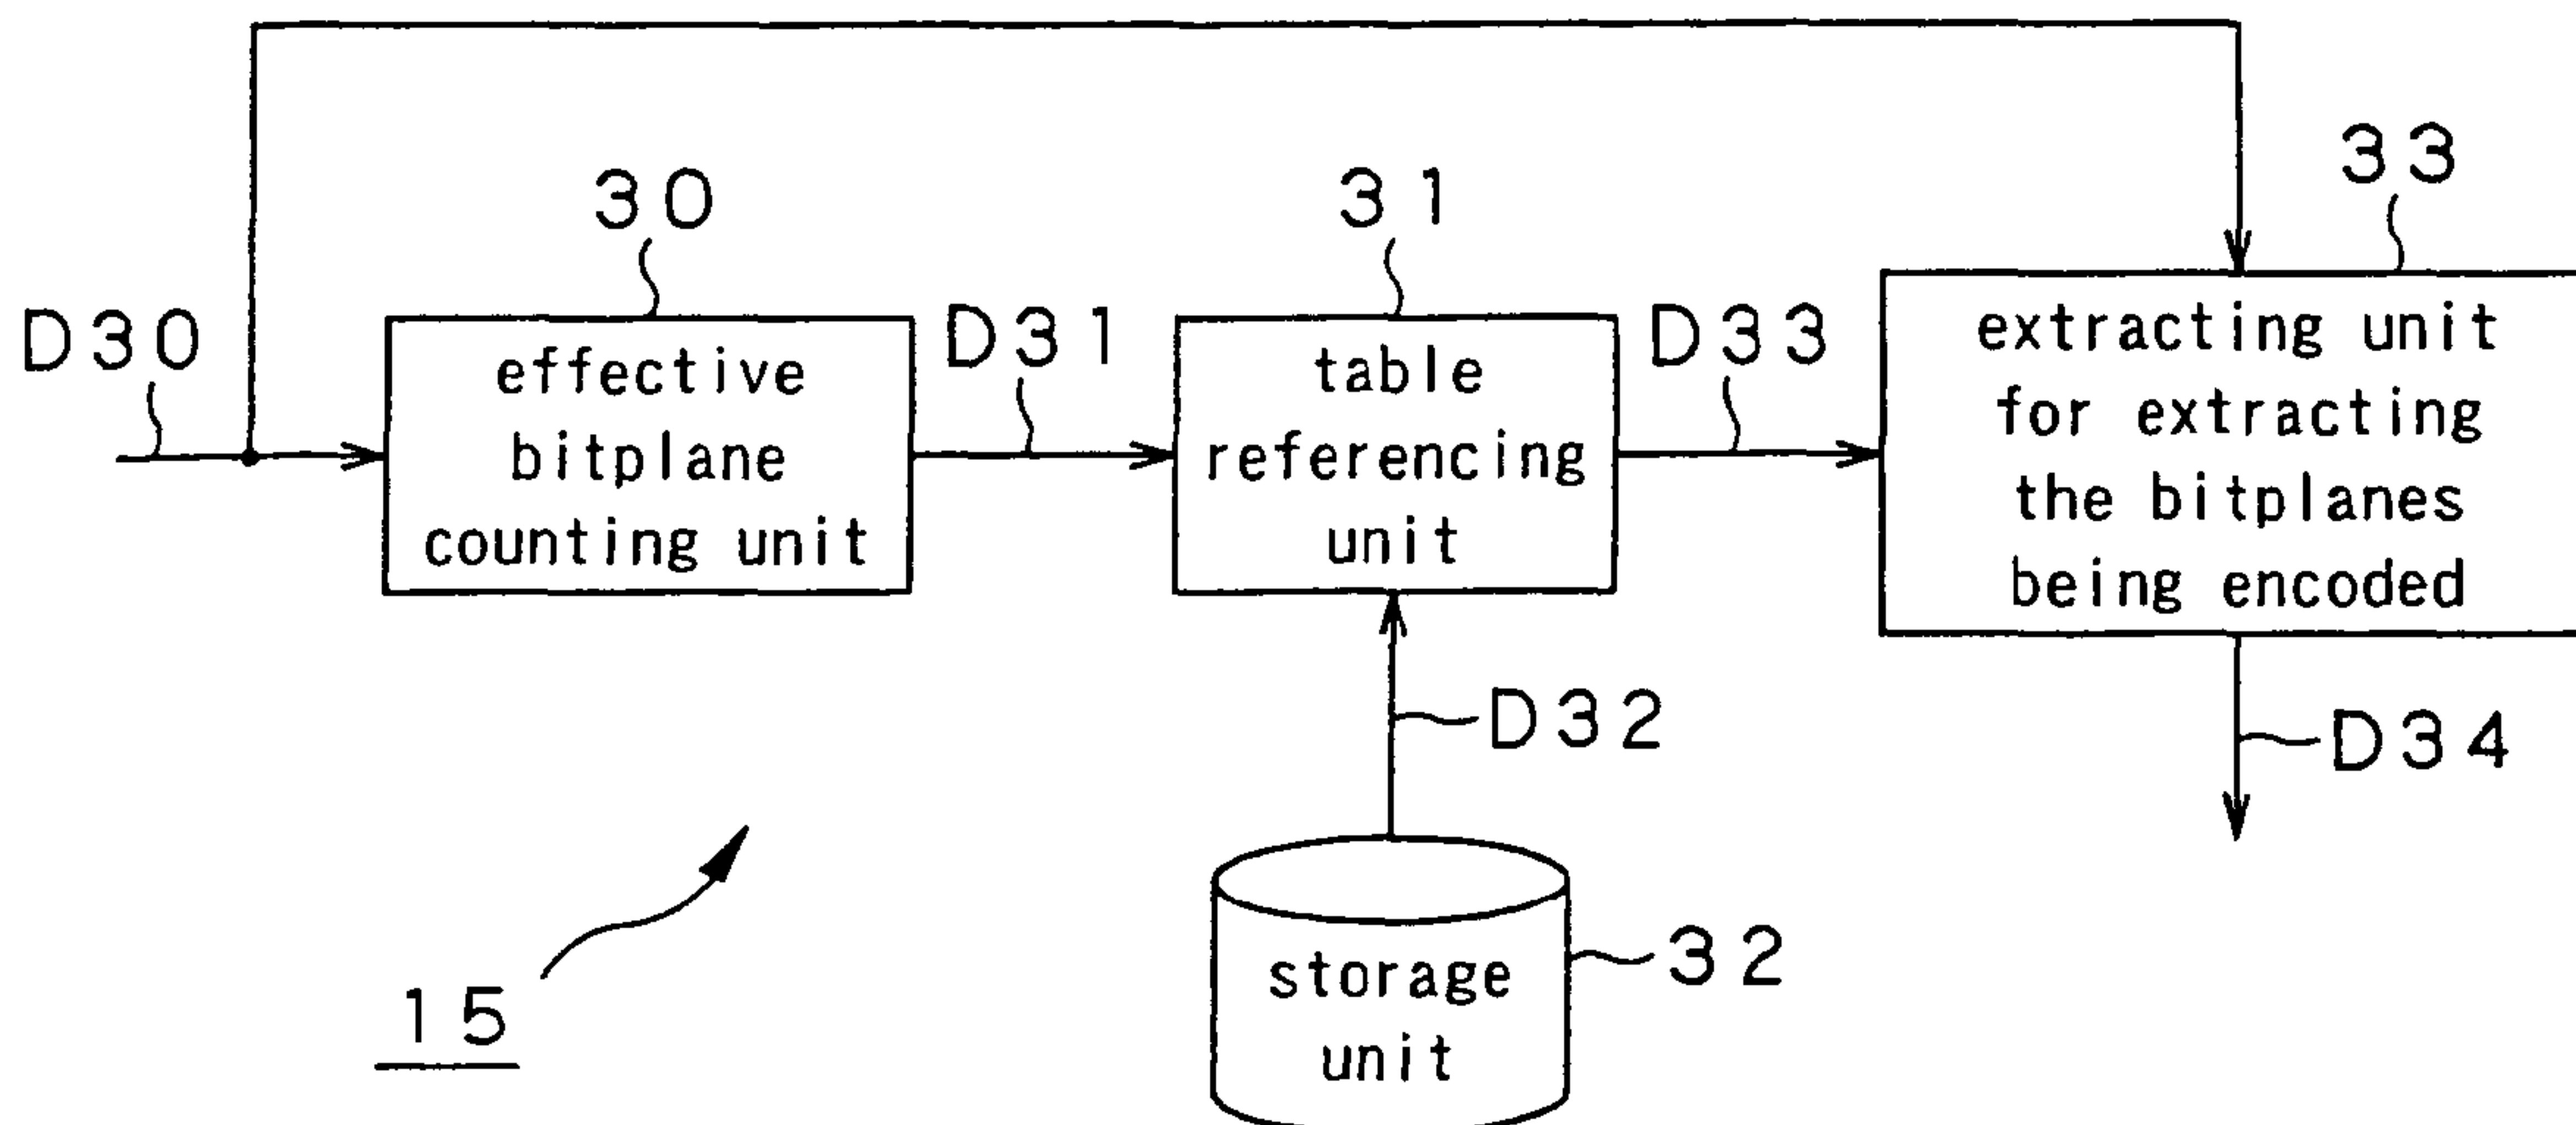 33
30
31
D30
D31
D33
effective
bitplane
counting unit
table
referencing
unit
extracting unit
for extracting
the bitplanes
being encoded
D32
D34
storage
unit
32
15